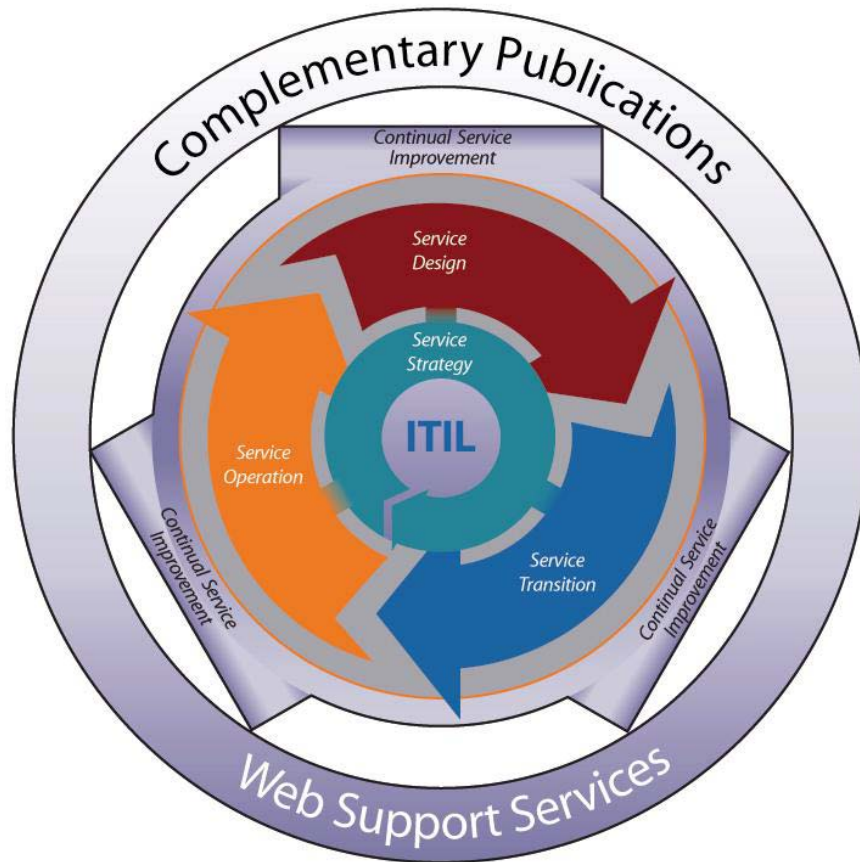 Complementary Publications
Continual Service
Improvement
Service
Design
Service
Strategy
ITIL
Service
Operation
Service
Transition
Continual Service
Improvement
Continual Service
Improvement
Web Support Services